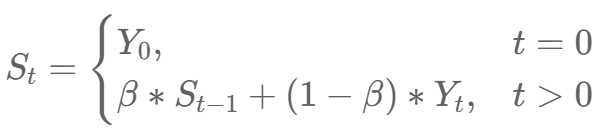 S_t = { Y_0, t = 0
β * S_{t-1} + (1 - β) * Y_t, t > 0